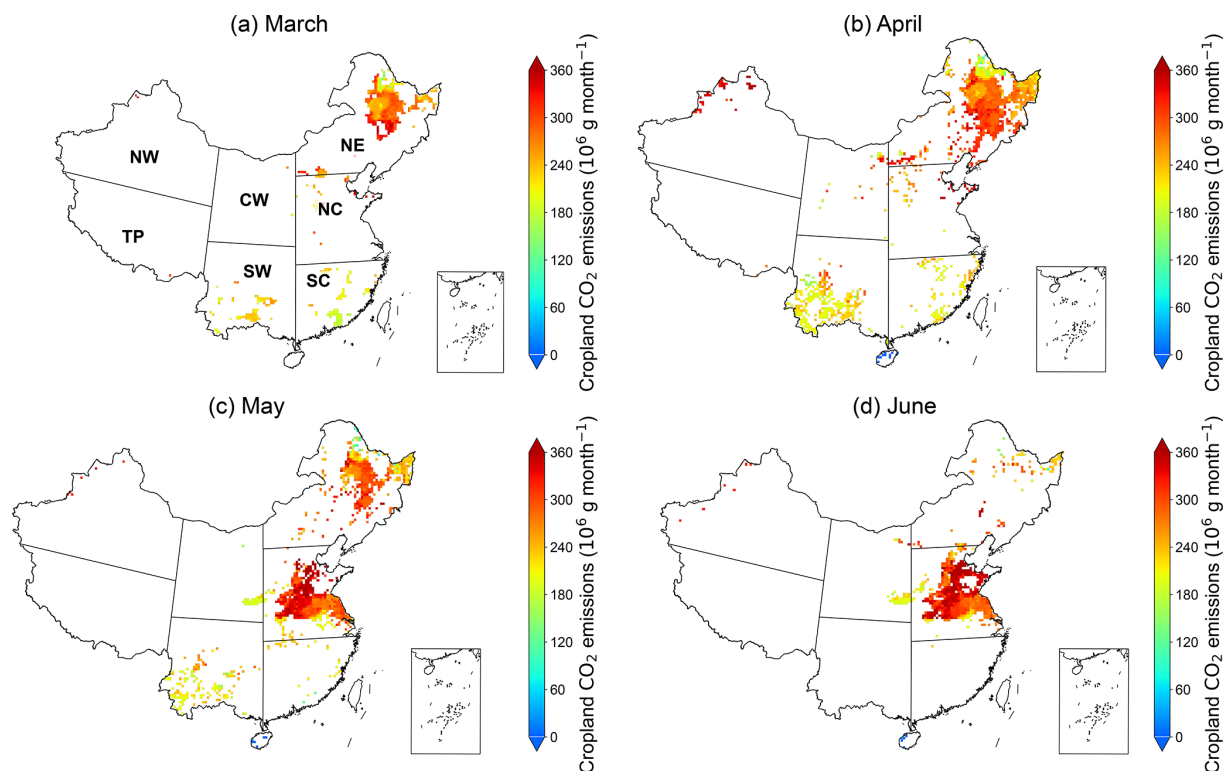 (a) March
360
300
240
180
120
60
0
Cropland CO₂ emissions (10⁶ g month⁻¹)
NW
NE
CW
NC
TP
SW
SC
(b) April
360
300
240
180
120
60
0
Cropland CO₂ emissions (10⁶ g month⁻¹)
(c) May
360
300
240
180
120
60
0
Cropland CO₂ emissions (10⁶ g month⁻¹)
(d) June
360
300
240
180
120
60
0
Cropland CO₂ emissions (10⁶ g month⁻¹)